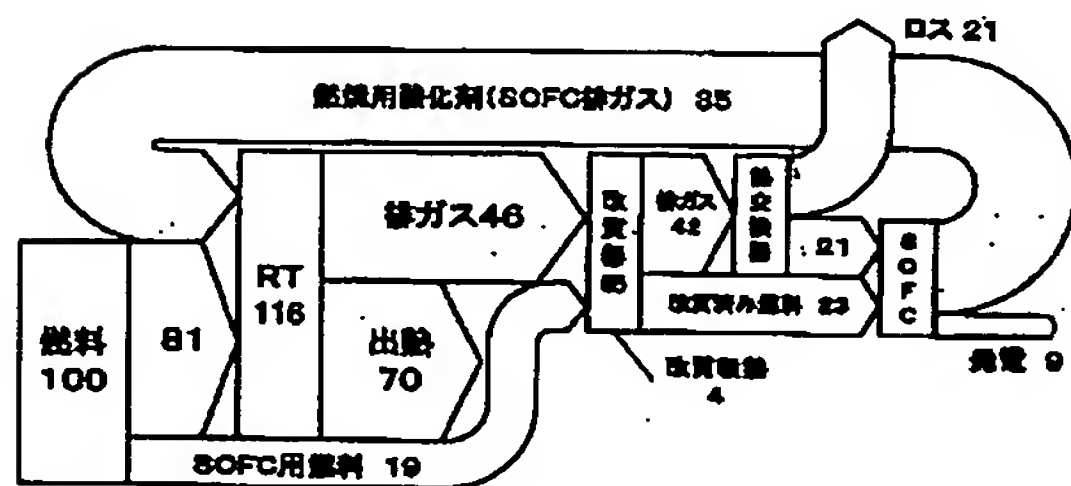 ロス 21
燃焼用酸化剤(SOFC排ガス) 35
排ガス46
改質器
65
排ガス
42
熱交換器
21
SOFC
RT
116
燃料
100
81
出熱
70
改質済み燃料 23
改質吸熱
4
発電 9
SOFC用燃料 19